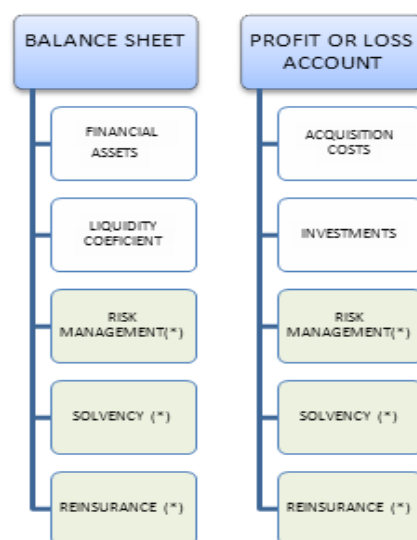 BALANCE SHEET
FINANCIAL
ASSETS
LIQUIDITY
COEFICIENT
RISK
MANAGEMENT(*)
SOLVENCY (*)
REINSURANCE (*)
PROFIT OR LOSS
ACCOUNT
ACQUISITION
COSTS
INVESTMENTS
RISK
MANAGEMENT(*)
SOLVENCY (*)
REINSURANCE (*)